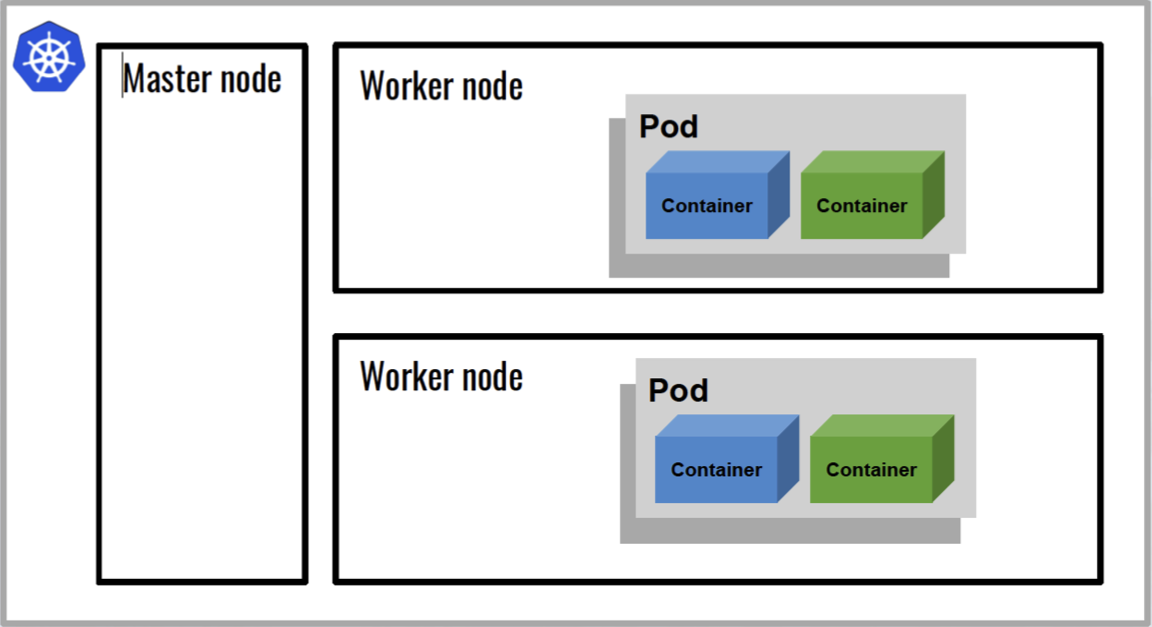 Master node
Worker node
Pod
Container
Container
Worker node
Pod
Container
Container